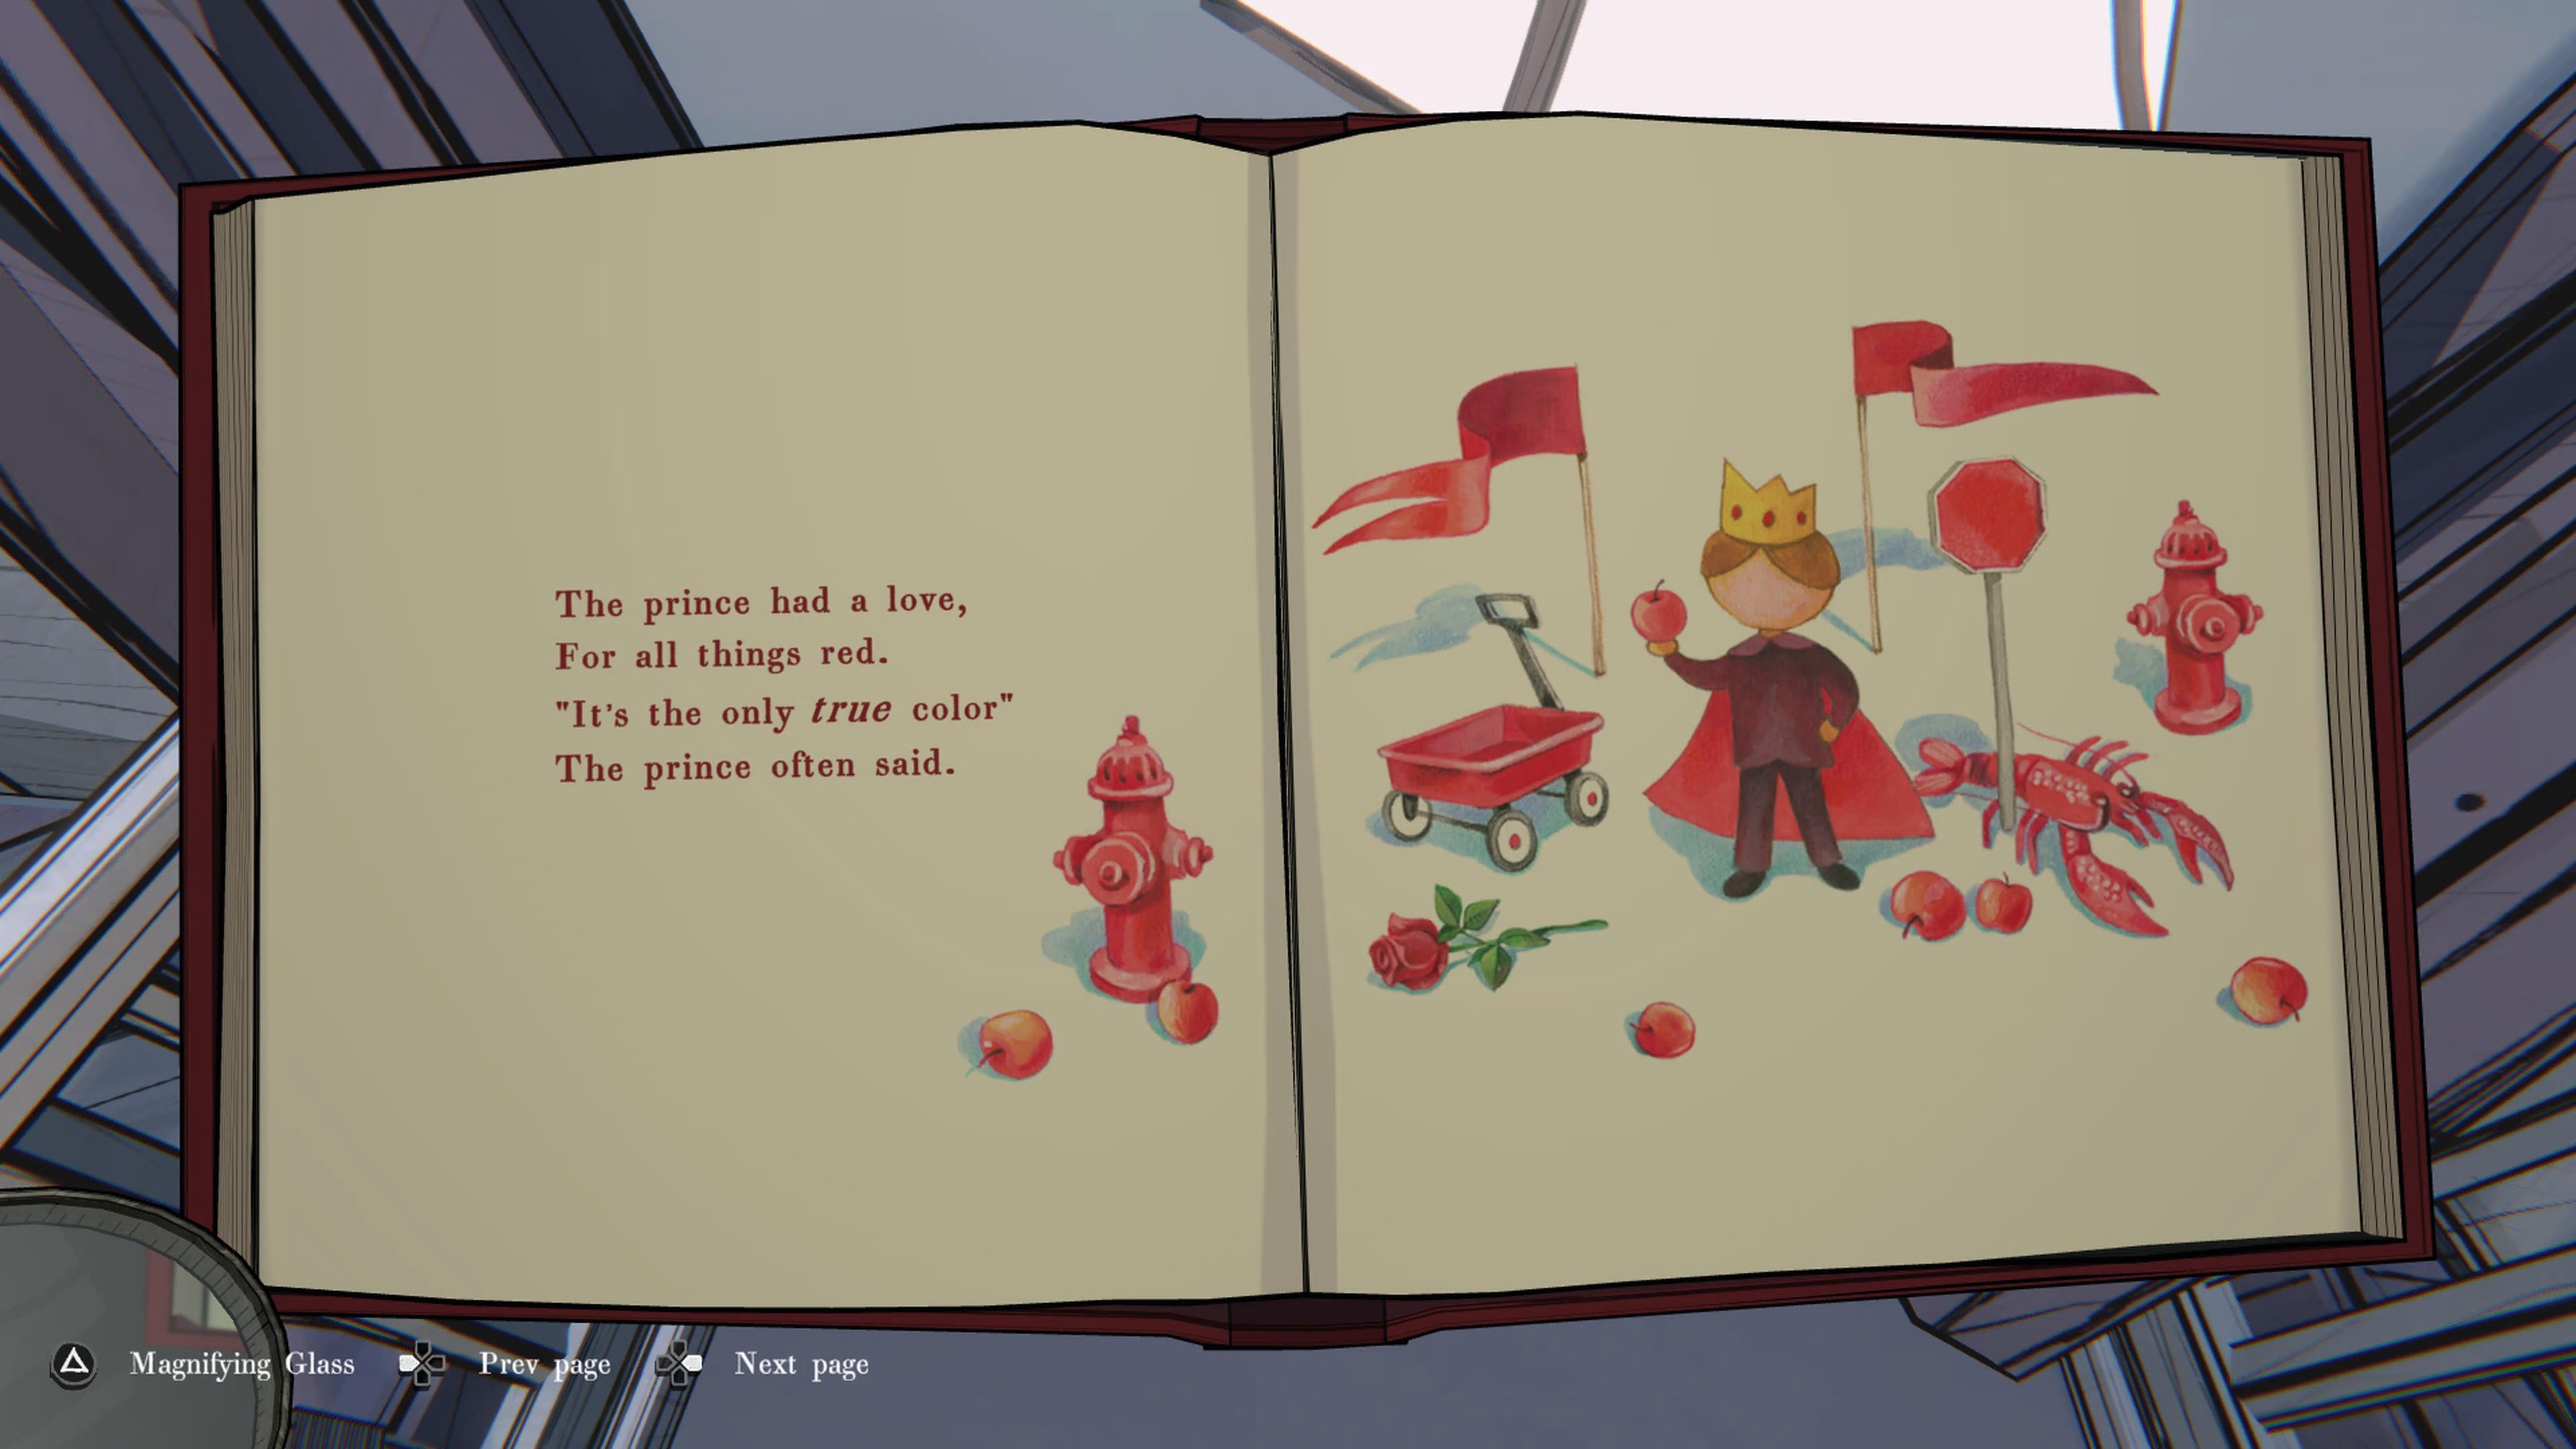 The prince had a love,
For all things red.
"It's the only true color"
The prince often said.
Magnifying Glass
Prev page
Next page